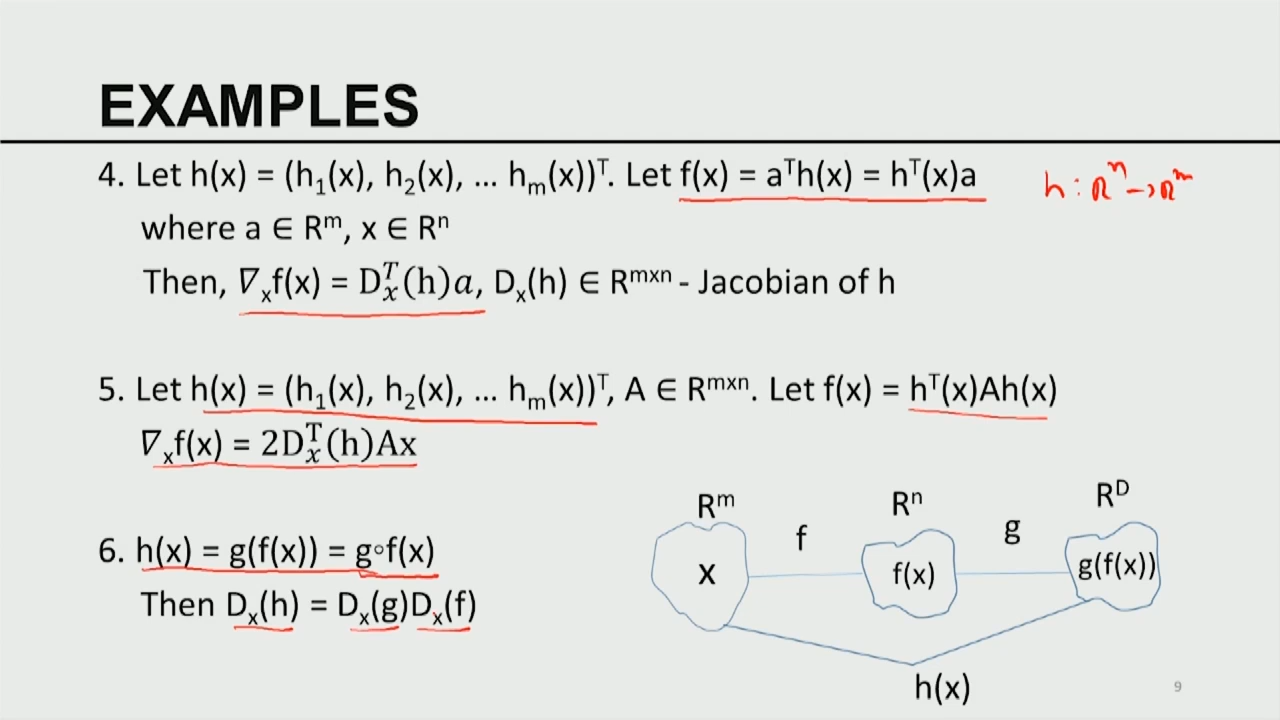 EXAMPLES
4. Let h(x) = (h₁(x), h₂(x), ... hₘ(x))ᵀ. Let f(x) = aᵀh(x) = hᵀ(x)a
h : Rⁿ → Rᵐ
where a ∈ Rᵐ, x ∈ Rⁿ
Then, ∇ₓf(x) = Dₓᵀ(h)a, Dₓ(h) ∈ Rᵐˣⁿ - Jacobian of h
5. Let h(x) = (h₁(x), h₂(x), ... hₘ(x))ᵀ, A ∈ Rᵐˣⁿ. Let f(x) = hᵀ(x)Ah(x)
∇ₓf(x) = 2Dₓᵀ(h)Ax
6. h(x) = g(f(x)) = g∘f(x)
Then Dₓ(h) = Dₓ(g)Dₓ(f)
Rᵐ Rⁿ Rᴰ
f g
x f(x) g(f(x))
h(x)
9